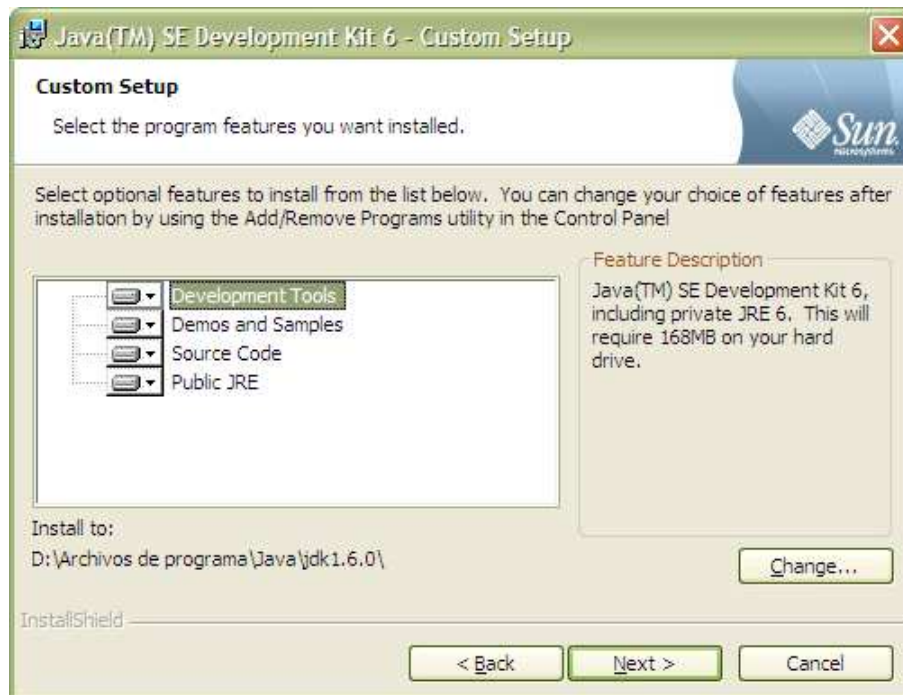 Java(TM) SE Development Kit 6 - Custom Setup
Custom Setup
Select the program features you want installed.
Sun
microsystems
Select optional features to install from the list below. You can change your choice of features after
installation by using the Add/Remove Programs utility in the Control Panel
Development Tools
Demos and Samples
Source Code
Public JRE
Feature Description
Java(TM) SE Development Kit 6,
including private JRE 6. This will
require 168MB on your hard
drive.
Install to:
D:\Archivos de programa\Java\jdk1.6.0\
Change...
InstallShield
< Back
Next >
Cancel